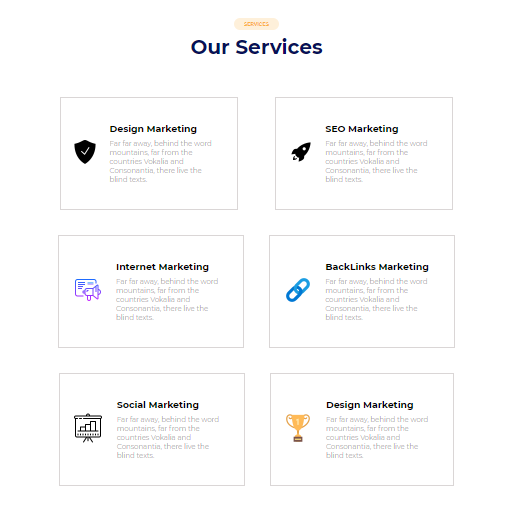 SERVICES
Our Services
Design Marketing
Far far away, behind the word
mountains, far from the
countries Vokalia and
Consonantia, there live the
blind texts.
SEO Marketing
Far far away, behind the word
mountains, far from the
countries Vokalia and
Consonantia, there live the
blind texts.
Internet Marketing
Far far away, behind the word
mountains, far from the
countries Vokalia and
Consonantia, there live the
blind texts.
BackLinks Marketing
Far far away, behind the word
mountains, far from the
countries Vokalia and
Consonantia, there live the
blind texts.
Social Marketing
Far far away, behind the word
mountains, far from the
countries Vokalia and
Consonantia, there live the
blind texts.
Design Marketing
Far far away, behind the word
mountains, far from the
countries Vokalia and
Consonantia, there live the
blind texts.